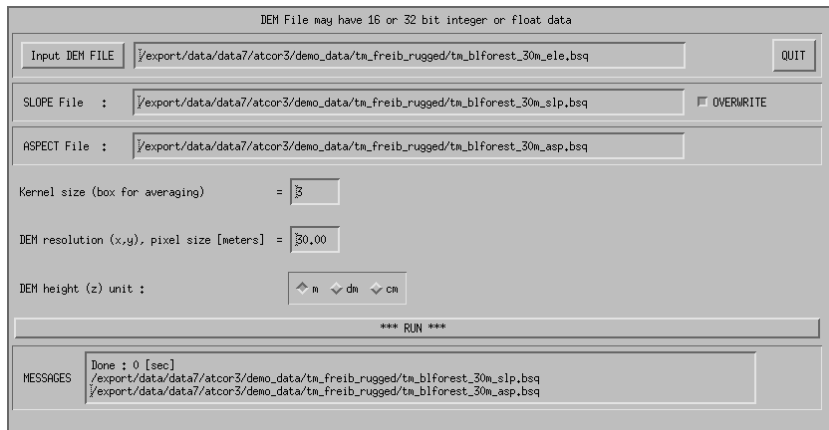 DEM File may have 16 or 32 bit integer or float data
Input DEM FILE /export/data/data7/atcor3/demo_data/tm_freib_rugged/tm_blforest_30m_ele.bsq QUIT
SLOPE File : /export/data/data7/atcor3/demo_data/tm_freib_rugged/tm_blforest_30m_slp.bsq OVERWRITE
ASPECT File : /export/data/data7/atcor3/demo_data/tm_freib_rugged/tm_blforest_30m_asp.bsq
Kernel size (box for averaging) = 3
DEM resolution (x,y), pixel size [meters] = 30.00
DEM height (z) unit : m dm cm
*** RUN ***
MESSAGES
Done : 0 [sec]
/export/data/data7/atcor3/demo_data/tm_freib_rugged/tm_blforest_30m_slp.bsq
/export/data/data7/atcor3/demo_data/tm_freib_rugged/tm_blforest_30m_asp.bsq